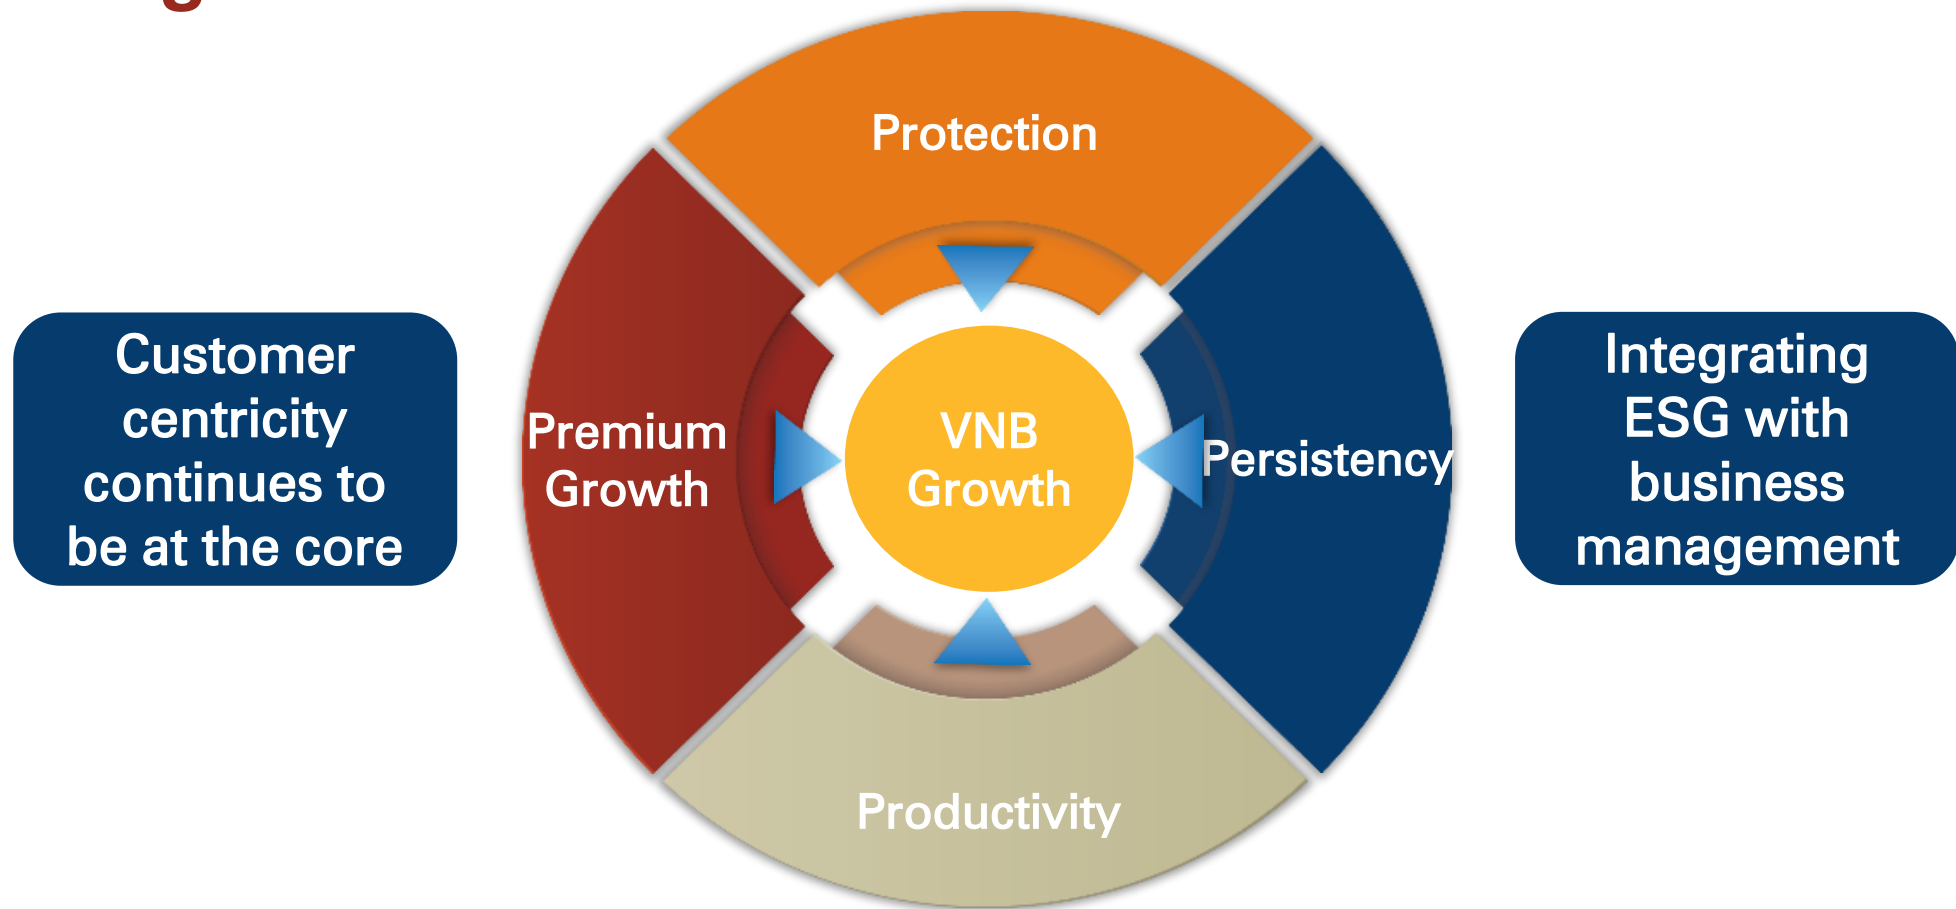 Protection
Customer
centricity
continues to
be at the core
Premium
Growth
VNB
Growth
Persistency
Integrating
ESG with
business
management
Productivity